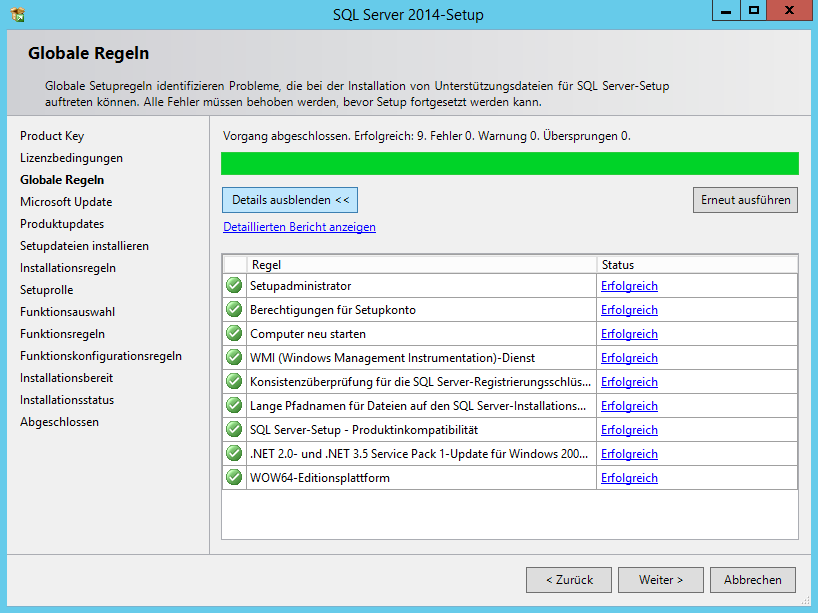 SQL Server 2014-Setup
Globale Regeln
Globale Setupregeln identifizieren Probleme, die bei der Installation von Unterstützungsdateien für SQL Server-Setup
auftreten können. Alle Fehler müssen behoben werden, bevor Setup fortgesetzt werden kann.
Product Key
Lizenzbedingungen
Globale Regeln
Microsoft Update
Produktupdates
Setupdateien installieren
Installationsregeln
Setuprolle
Funktionsauswahl
Funktionsregeln
Funktionskonfigurationsregeln
Installationsbereit
Installationsstatus
Abgeschlossen
Vorgang abgeschlossen. Erfolgreich: 9. Fehler 0. Warnung 0. Übersprungen 0.
Details ausblenden << Erneut ausführen
Detaillierten Bericht anzeigen
Regel Status
Setupadministrator Erfolgreich
Berechtigungen für Setupkonto Erfolgreich
Computer neu starten Erfolgreich
WMI (Windows Management Instrumentation)-Dienst Erfolgreich
Konsistenzüberprüfung für die SQL Server-Registrierungsschlüs... Erfolgreich
Lange Pfadnamen für Dateien auf den SQL Server-Installations... Erfolgreich
SQL Server-Setup - Produktinkompatibilität Erfolgreich
.NET 2.0- und .NET 3.5 Service Pack 1-Update für Windows 200... Erfolgreich
WOW64-Editionsplattform Erfolgreich
< Zurück Weiter > Abbrechen